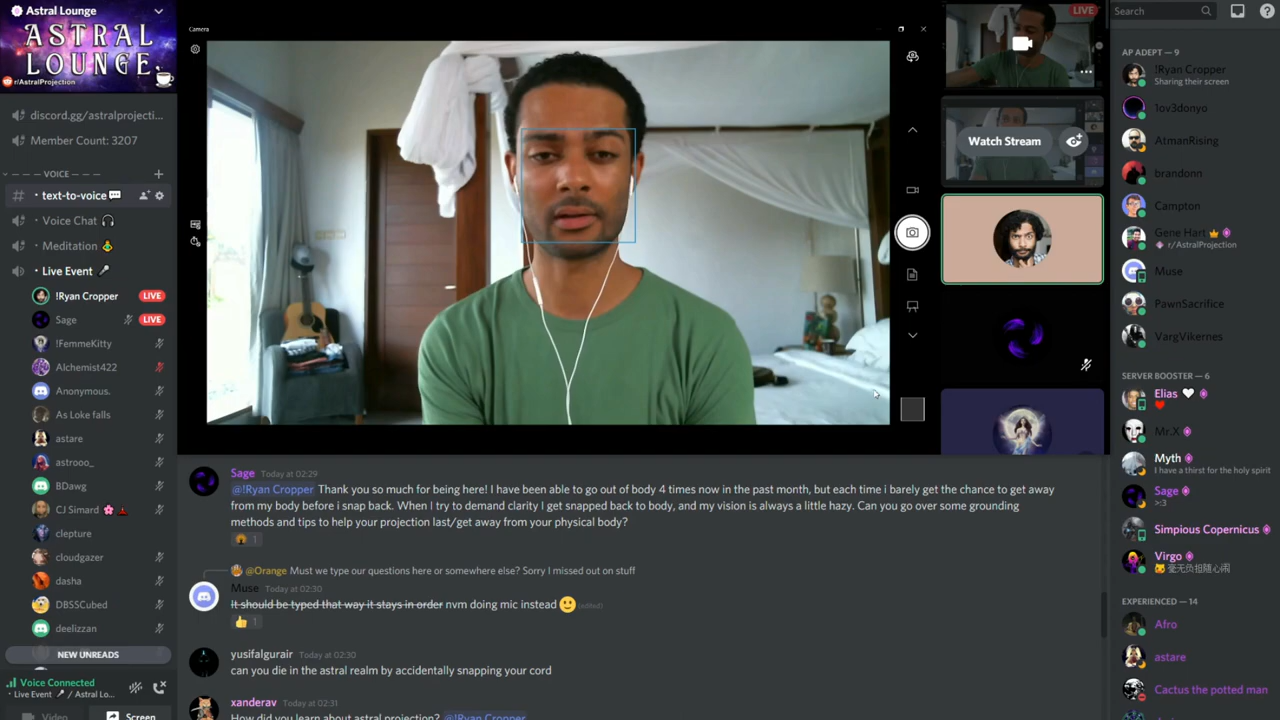 Astral Lounge
ASTRAL
LOUNGE
r/AstralProjection
discord.gg/astralprojecti...
Member Count: 3207
VOICE
text-to-voice
Voice Chat
Meditation
Live Event
!Ryan Cropper LIVE
Sage LIVE
!FemmeKitty
Alchemist422
Anonymous.
As Loke falls
astare
astrooo_
BDawg
CJ Simard
clepture
cloudgazer
dasha
DBSSCubed
deelizzan
NEW UNREADS
Voice Connected
Live Event / Astral Lo...
Video Screen
Camera
LIVE
Watch Stream
Sage Today at 02:29
@!Ryan Cropper Thank you so much for being here! I have been able to go out of body 4 times now in the past month, but each time i barely get the chance to get away
from my body before i snap back. When I try to demand clarity I get snapped back to body, and my vision is always a little hazy. Can you go over some grounding
methods and tips to help your projection last/get away from your physical body?
1
@Orange Must we type our questions here or somewhere else? Sorry I missed out on stuff
Muse Today at 02:30
It should be typed that way it stays in order nvm doing mic instead (edited)
1
yusifalgurair Today at 02:30
can you die in the astral realm by accidentally snapping your cord
xanderav Today at 02:31
How did you learn about astral projection? @!Ryan Cropper
Search
AP ADEPT – 9
!Ryan Cropper
Sharing their screen
1ov3donyo
AtmanRising
brandonn
Campton
Gene Hart
r/AstralProjection
Muse
PawnSacrifice
VargVikernes
SERVER BOOSTER – 6
Elias
Mr.X
Myth
I have a thirst for the holy spirit
Sage
>:3
Simpious Copernicus
Virgo
EXPERIENCED – 14
Afro
astare
Cactus the potted man